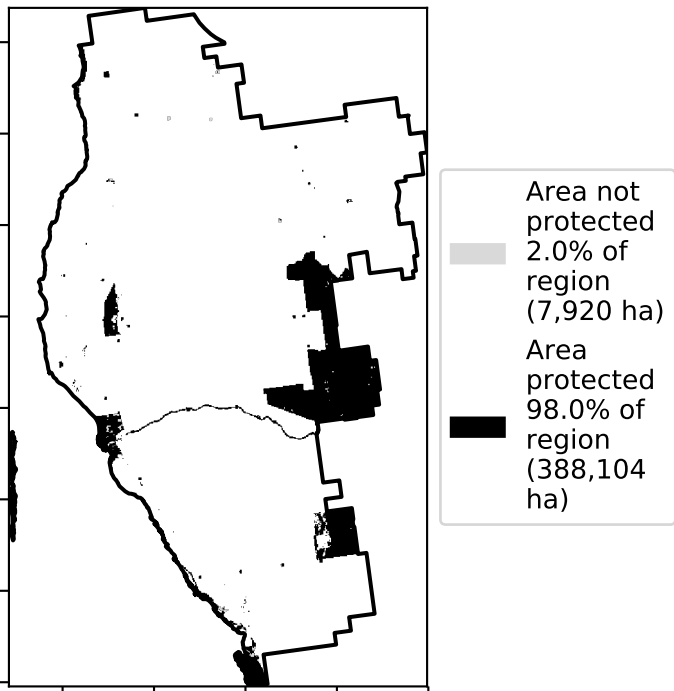 Area not
protected
2.0% of
region
(7,920 ha)
Area
protected
98.0% of
region
(388,104
ha)